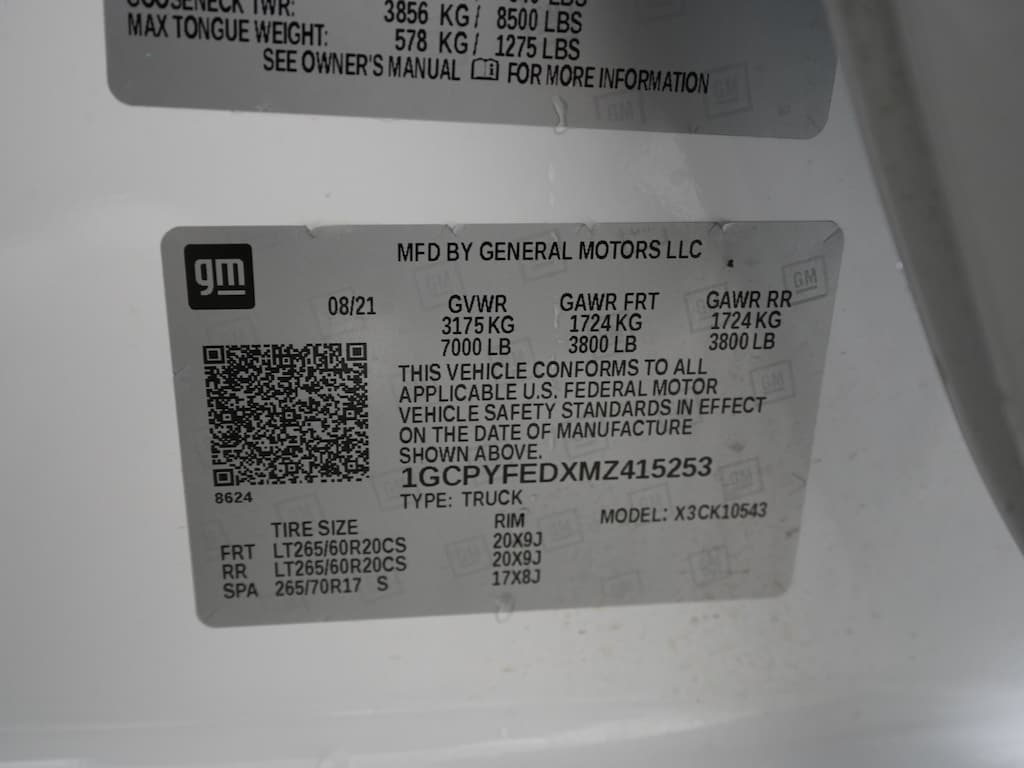 GOOSENECK TWR:
3856 KG/ 8500 LBS
MAX TONGUE WEIGHT: 578 KG/ 1275 LBS
SEE OWNER'S MANUAL FOR MORE INFORMATION
gm
MFD BY GENERAL MOTORS LLC
08/21 GVWR GAWR FRT GAWR RR
3175 KG 1724 KG 1724 KG
7000 LB 3800 LB 3800 LB
THIS VEHICLE CONFORMS TO ALL
APPLICABLE U.S. FEDERAL MOTOR
VEHICLE SAFETY STANDARDS IN EFFECT
ON THE DATE OF MANUFACTURE
SHOWN ABOVE.
1GCPYFEDXMZ415253
8624
TYPE: TRUCK
MODEL: X3CK10543
TIRE SIZE RIM
FRT LT265/60R20CS 20X9J
RR LT265/60R20CS 20X9J
SPA 265/70R17 S 17X8J